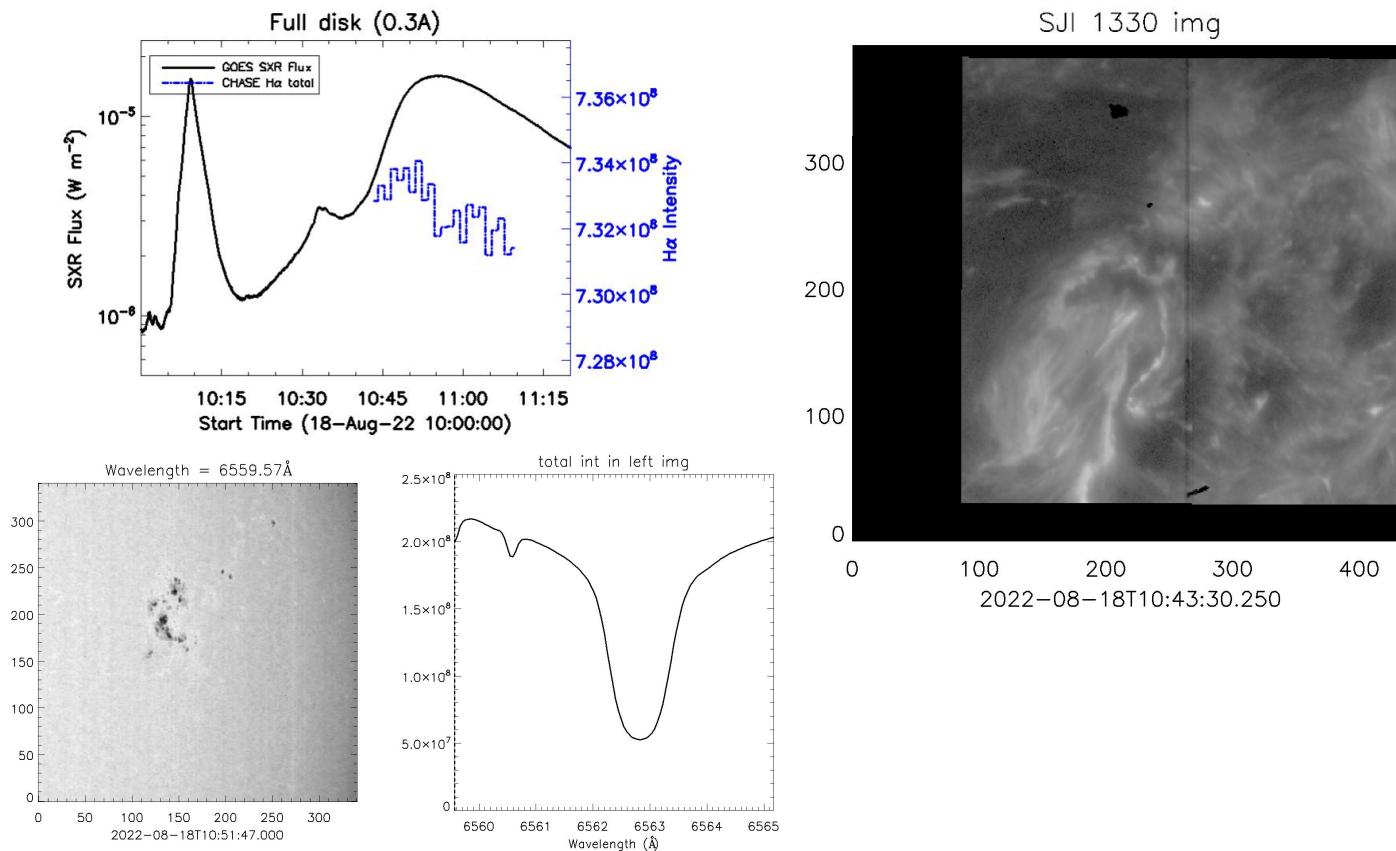 Full disk (0.3A)
GOES SXR Flux
CHASE Hα total
SXR Flux (W m⁻²)
10⁻⁵
10⁻⁶
7.36×10⁸
7.34×10⁸
7.32×10⁸
7.30×10⁸
7.28×10⁸
Hα Intensity
10:15 10:30 10:45 11:00 11:15
Start Time (18-Aug-22 10:00:00)
SJI 1330 img
300
200
100
0
0 100 200 300 400
2022-08-18T10:43:30.250
Wavelength = 6559.57Å
300
250
200
150
100
50
0
0 50 100 150 200 250 300
2022-08-18T10:51:47.000
total int in left img
2.5×10⁸
2.0×10⁸
1.5×10⁸
1.0×10⁸
5.0×10⁷
0
6560 6561 6562 6563 6564 6565
Wavelength (Å)